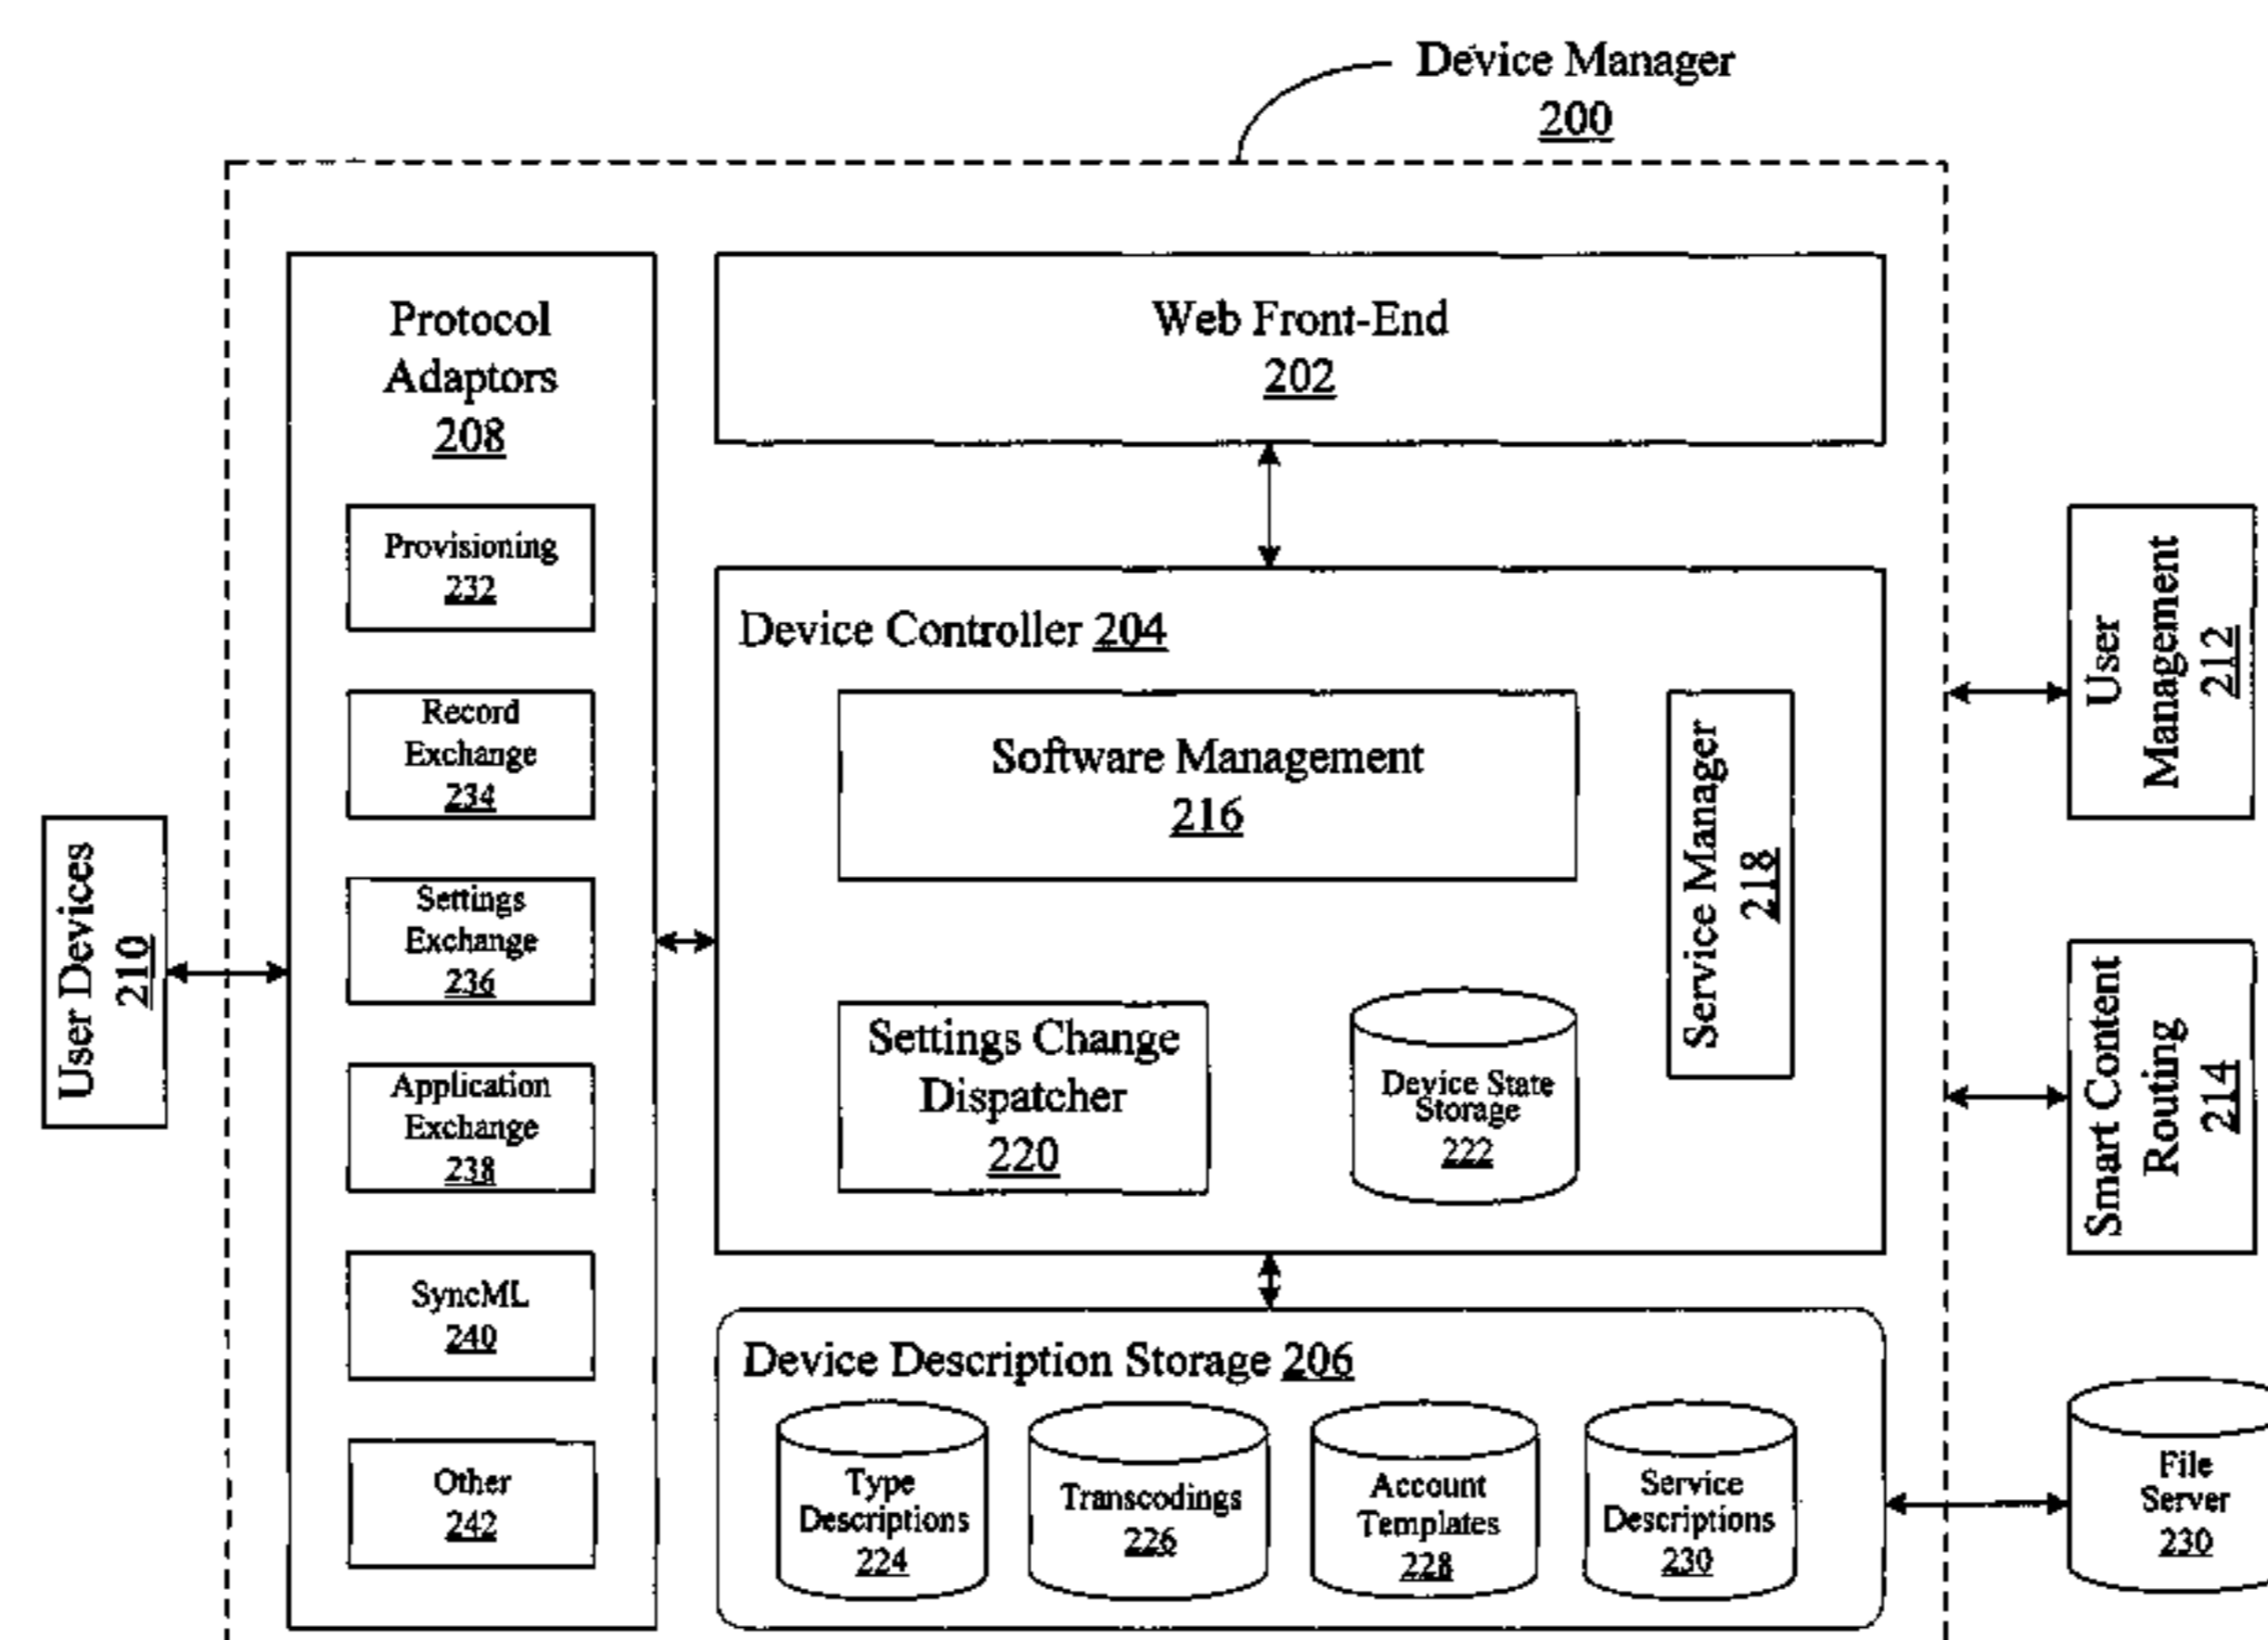 Device Manager
200
Protocol
Adaptors
208
Web Front-End
202
Provisioning
232
Record
Exchange
234
Settings
Exchange
236
Application
Exchange
238
SyncML
240
Other
242
User Devices
210
Device Controller 204
Software Management
216
Service Manager
218
Settings Change
Dispatcher
220
Device State
Storage
222
User
Management
212
Smart Content
Routing
214
Device Description Storage 206
Type
Descriptions
224
Transcodings
226
Account
Templates
228
Service
Descriptions
230
File
Server
230